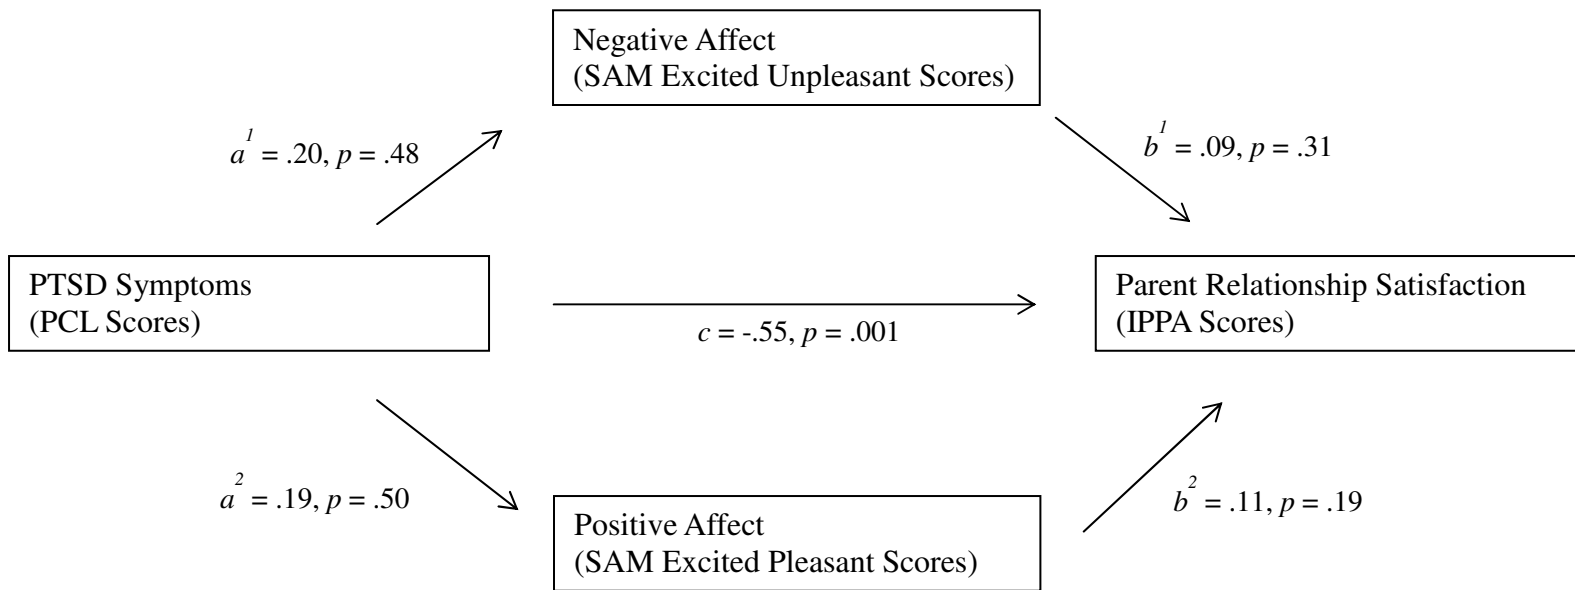 Negative Affect
(SAM Excited Unpleasant Scores)
a¹ = .20, p = .48
b¹ = .09, p = .31
PTSD Symptoms
(PCL Scores)
c = -.55, p = .001
Parent Relationship Satisfaction
(IPPA Scores)
a² = .19, p = .50
b² = .11, p = .19
Positive Affect
(SAM Excited Pleasant Scores)